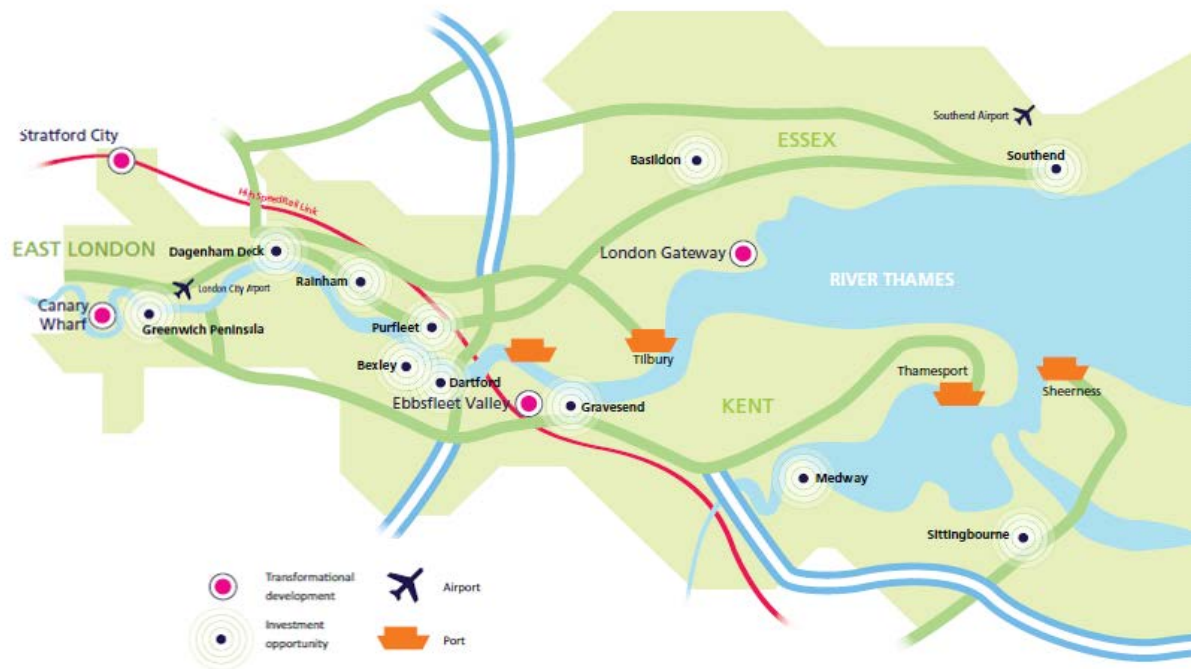 Southend Airport
Stratford City
ESSEX
Basildon
Southend
High Speed Rail Link
EAST LONDON
Dagenham Dock
London Gateway
Rainham
RIVER THAMES
London City Airport
Canary
Wharf
Greenwich Peninsula
Purfleet
Tilbury
Bexley
Thamesport
Dartford
Sheerness
Ebbsfleet Valley
Gravesend
KENT
Medway
Sittingbourne
Transformational
development
Airport
Investment
opportunity
Port